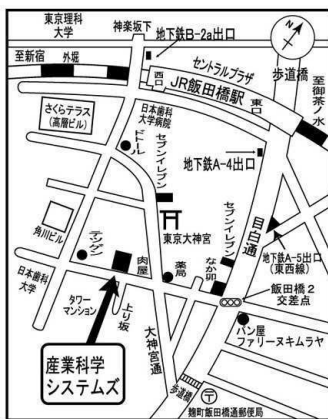 東京理科
大学
神楽坂下
地下鉄B-2a出口
N
至新宿
外堀
セントラルプラザ
歩道橋
西口
JR飯田橋駅
東口
至御茶ノ水
さくらテラス
(高層ビル)
日本歯科
大学病院
ドトール
セブンイレブン
地下鉄A-4出口
角川ビル
東京大神宮
セブンイレブン
目白通
地下鉄A-5出口
(東西線)
テンテン
肉屋
薬局
なか卯
日本歯科
大学
飯田橋2
交差点
タワー
マンション
上り坂
大神宮通
パン屋
ファリーヌキムラヤ
産業科学
システムズ
歩道橋
〒
麹町飯田橋通郵便局